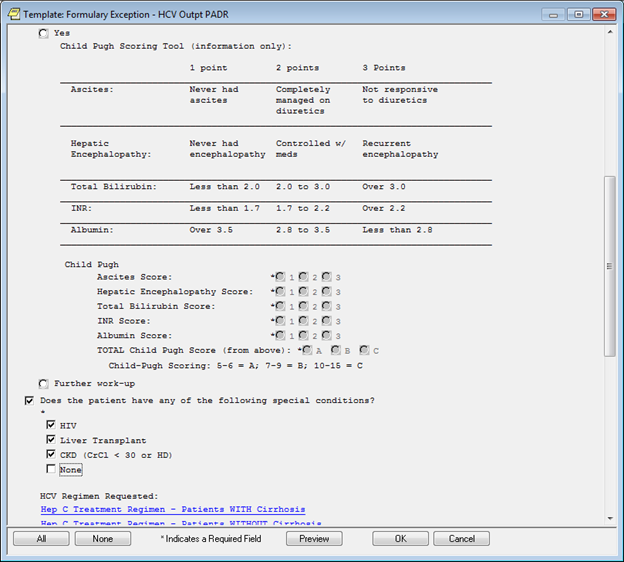 Template: Formulary Exception - HCV Outpt PADR
Yes
Child Pugh Scoring Tool (information only):
1 point 2 points 3 Points
Ascites: Never had Completely Not responsive
ascites managed on to diuretics
diuretics
Hepatic Never had Controlled w/ Recurrent
Encephalopathy: encephalopathy meds encephalopathy
Total Bilirubin: Less than 2.0 2.0 to 3.0 Over 3.0
INR: Less than 1.7 1.7 to 2.2 Over 2.2
Albumin: Over 3.5 2.8 to 3.5 Less than 2.8
Child Pugh
Ascites Score: * 1 2 3
Hepatic Encephalopathy Score: * 1 2 3
Total Bilirubin Score: * 1 2 3
INR Score: * 1 2 3
Albumin Score: * 1 2 3
TOTAL Child Pugh Score (from above): * A B C
Child-Pugh Scoring: 5-6 = A; 7-9 = B; 10-15 = C
Further work-up
Does the patient have any of the following special conditions?
*
HIV
Liver Transplant
CKD (CrCl < 30 or HD)
None
HCV Regimen Requested:
Hep C Treatment Regimen - Patients WITH Cirrhosis
Hep C Treatment Regimen - Patients WITHOUT Cirrhosis
All None * Indicates a Required Field Preview OK Cancel